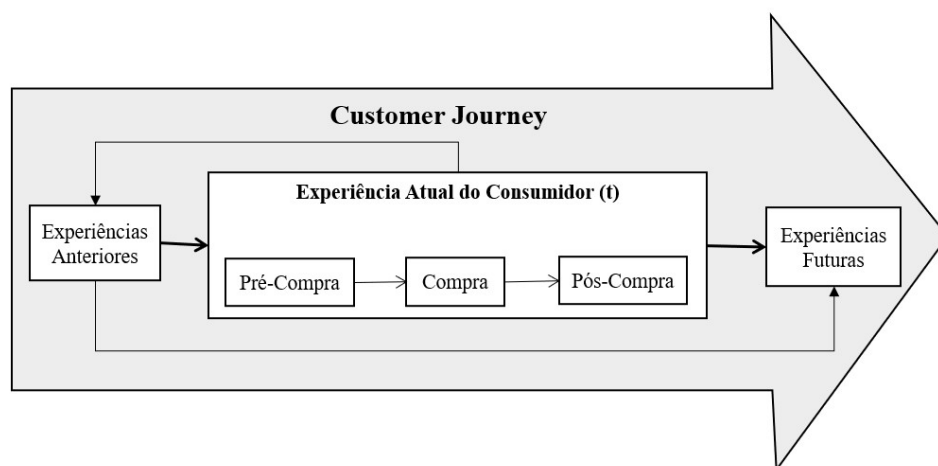 Customer Journey
Experiência Atual do Consumidor (t)
Experiências
Anteriores
Pré-Compra
Compra
Pós-Compra
Experiências
Futuras